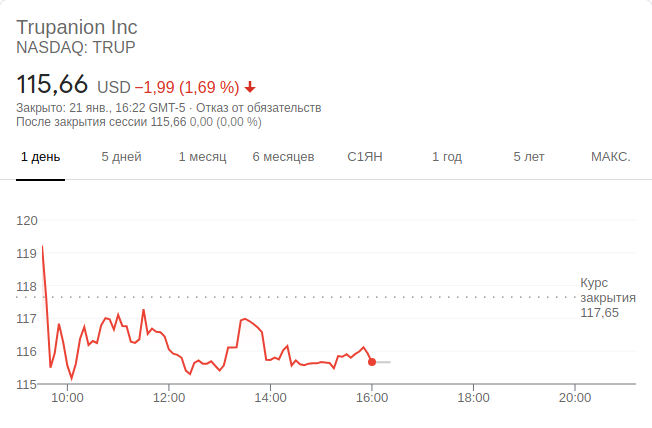 Trupanion Inc
NASDAQ: TRUP
115,66 USD −1,99 (1,69 %)
Закрыто: 21 янв., 16:22 GMT-5 · Отказ от обязательств
После закрытия сессии 115,66 0,00 (0,00 %)
1 день 5 дней 1 месяц 6 месяцев С1ЯН 1 год 5 лет МАКС.
120
119
118
117
116
115
Курс
закрытия
117,65
10:00 12:00 14:00 16:00 18:00 20:00